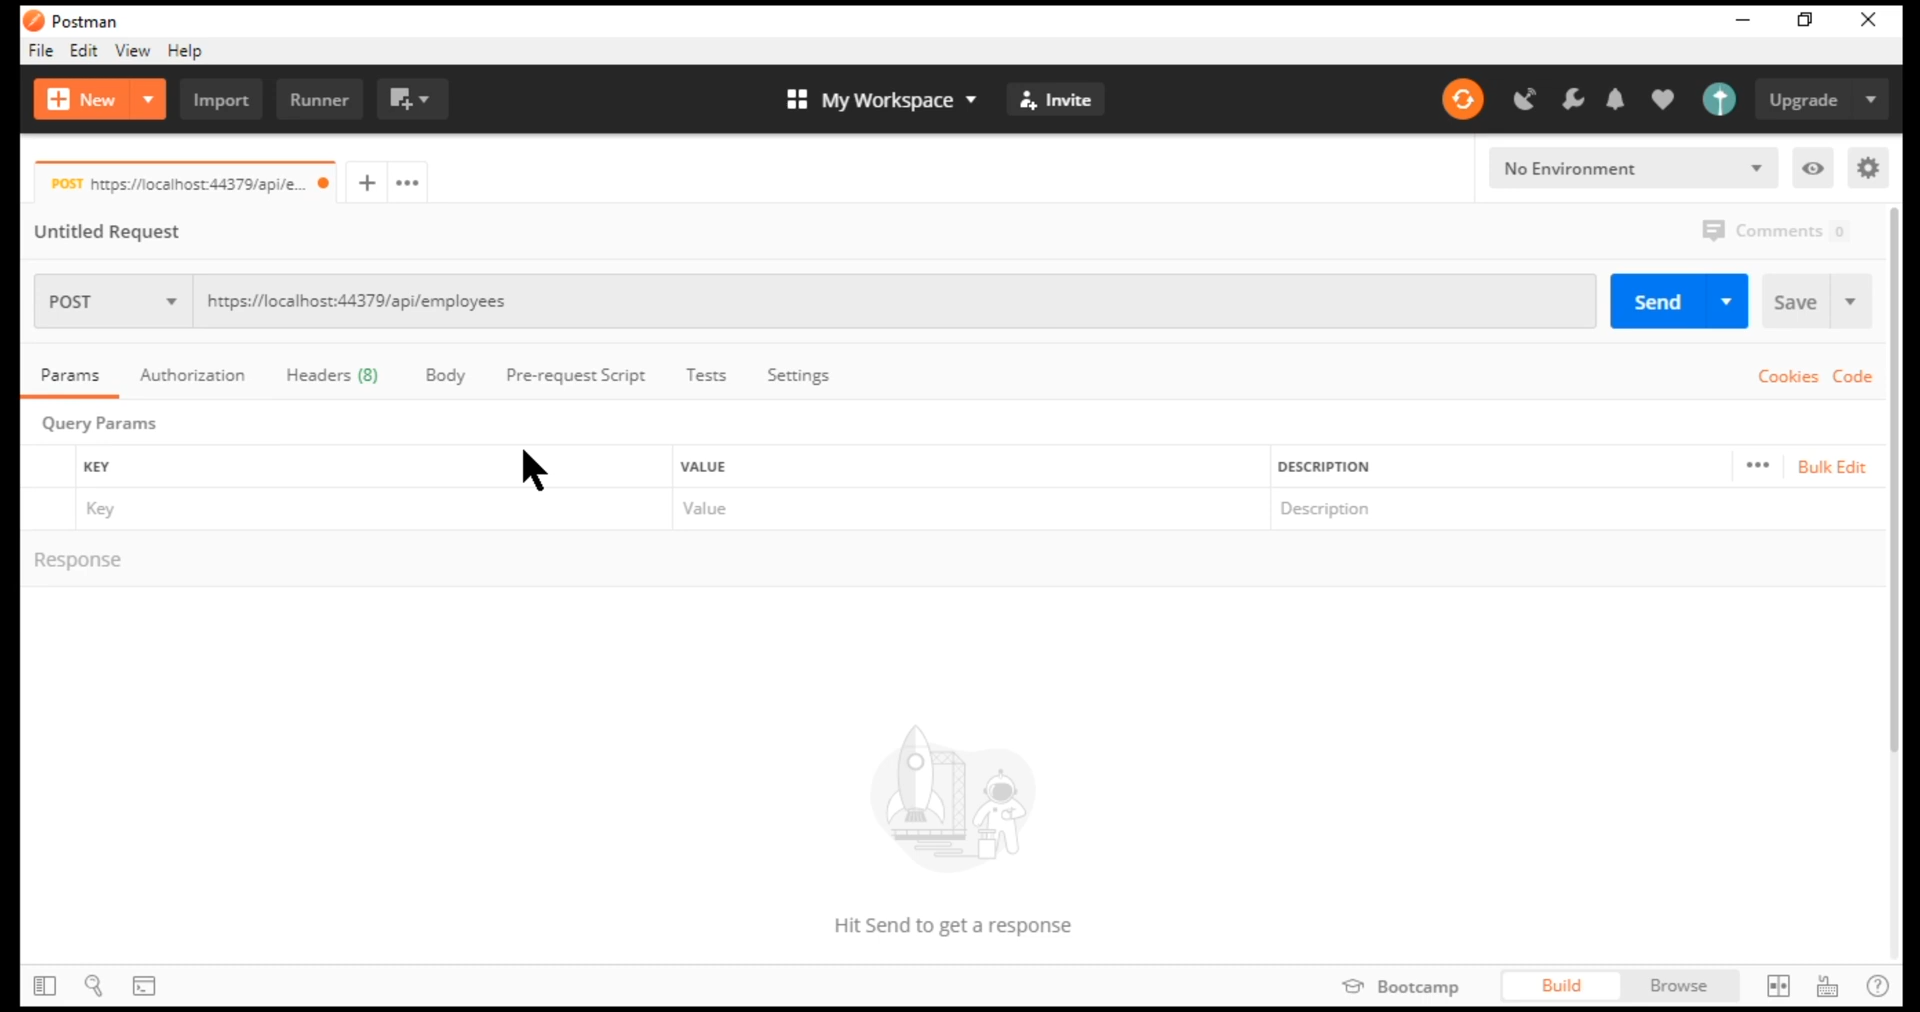 Postman
File Edit View Help
New Import Runner My Workspace Invite Upgrade
POST https://localhost:44379/api/e... No Environment
Untitled Request Comments 0
POST https://localhost:44379/api/employees Send Save
Params Authorization Headers (8) Body Pre-request Script Tests Settings Cookies Code
Query Params
KEY VALUE DESCRIPTION Bulk Edit
Key Value Description
Response
Hit Send to get a response
Bootcamp Build Browse